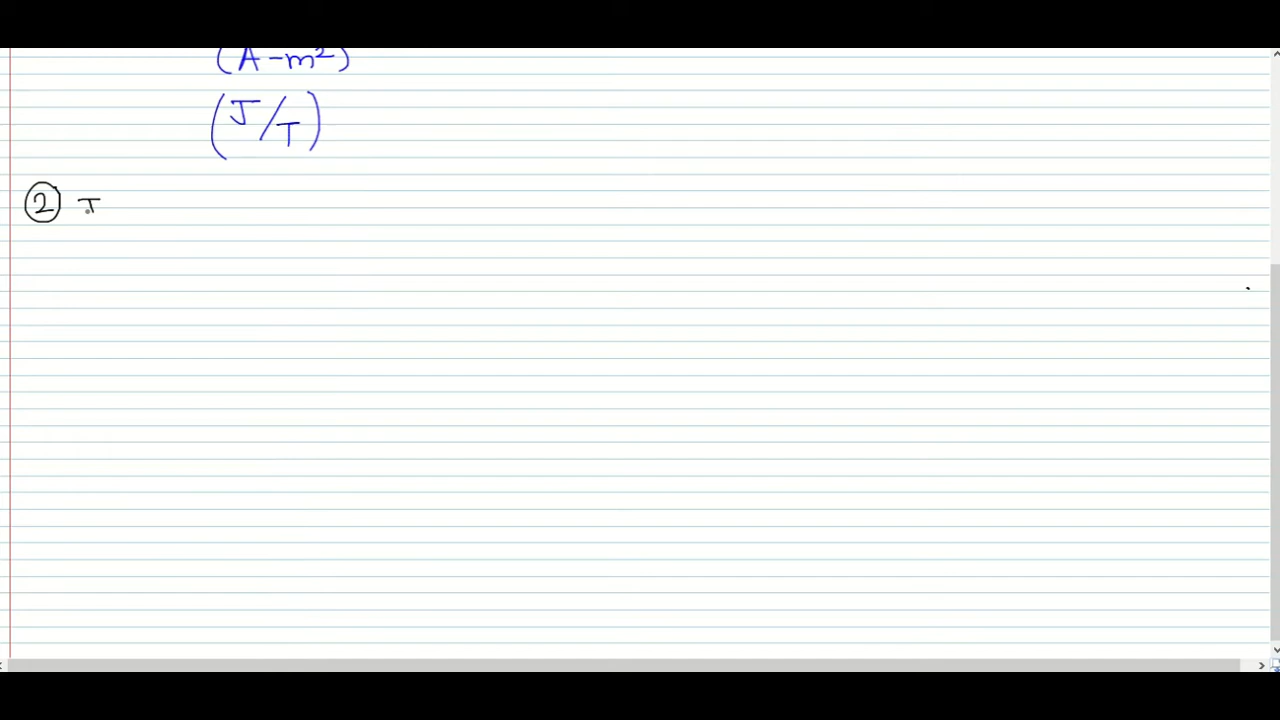 (A-m²)
(J/T)
② I